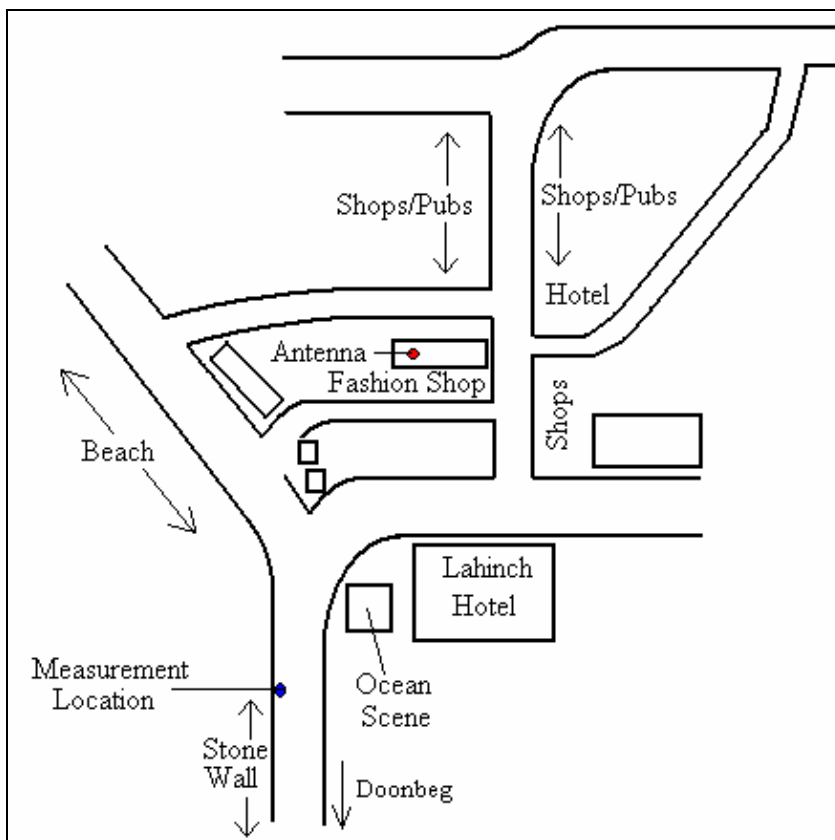 Shops/Pubs
Shops/Pubs
Hotel
Antenna
Fashion Shop
Shops
Beach
Lahinch
Hotel
Measurement
Location
Ocean
Scene
Stone
Wall
Doonbeg